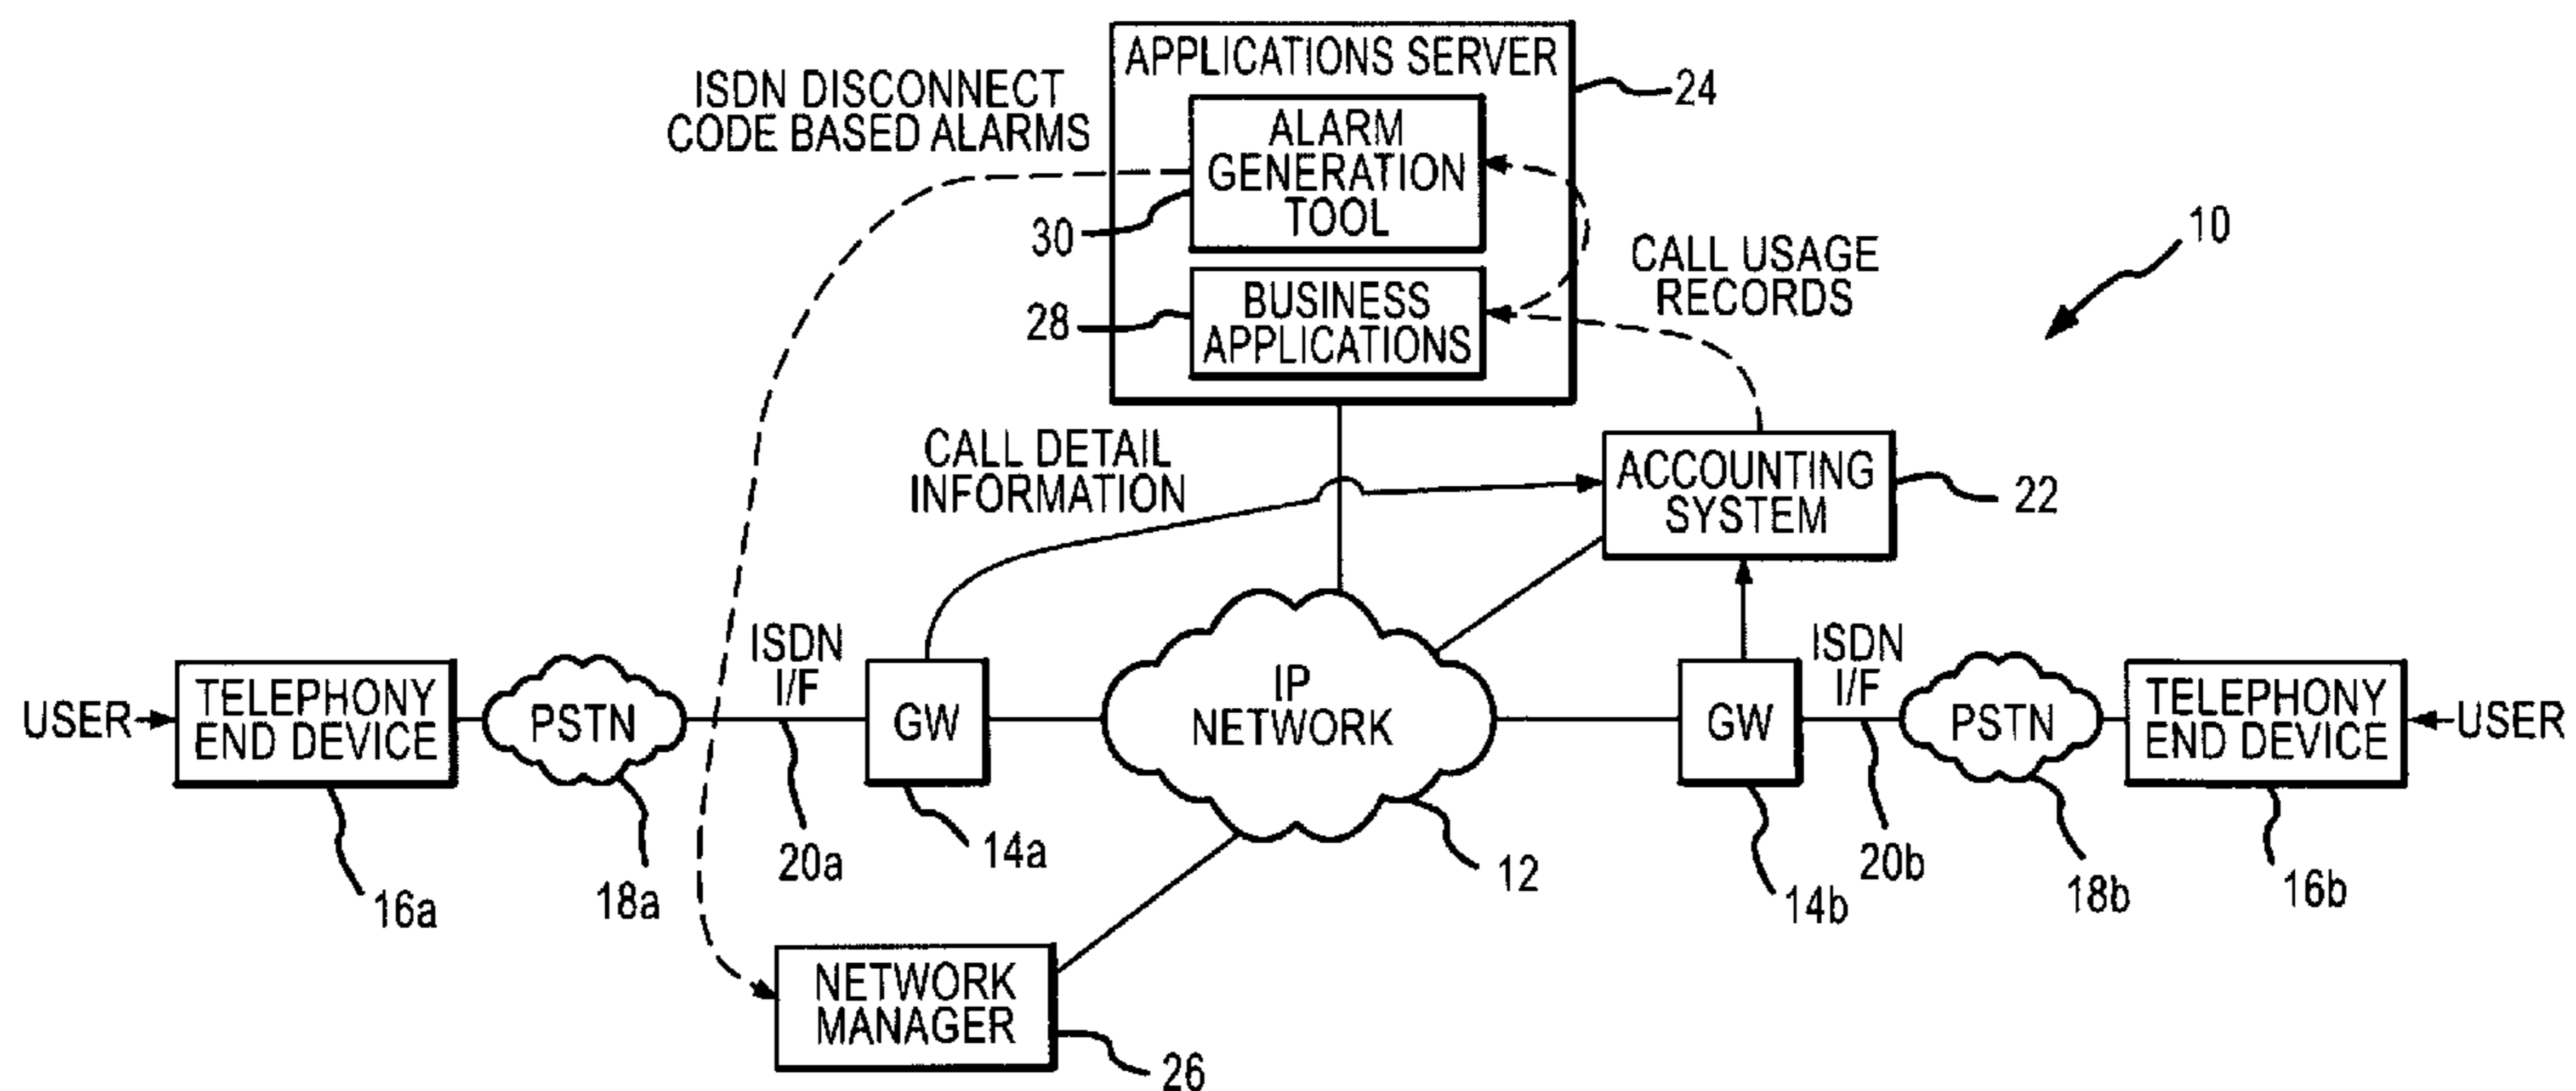 APPLICATIONS SERVER
24
ISDN DISCONNECT
CODE BASED ALARMS
ALARM
GENERATION
TOOL
30
10
CALL USAGE
RECORDS
BUSINESS
APPLICATIONS
28
CALL DETAIL
INFORMATION
ACCOUNTING
SYSTEM
22
USER
TELEPHONY
END DEVICE
PSTN
ISDN
I/F
GW
IP
NETWORK
GW
ISDN
I/F
PSTN
TELEPHONY
END DEVICE
USER
16a
18a
20a
14a
12
14b
20b
18b
16b
NETWORK
MANAGER
26